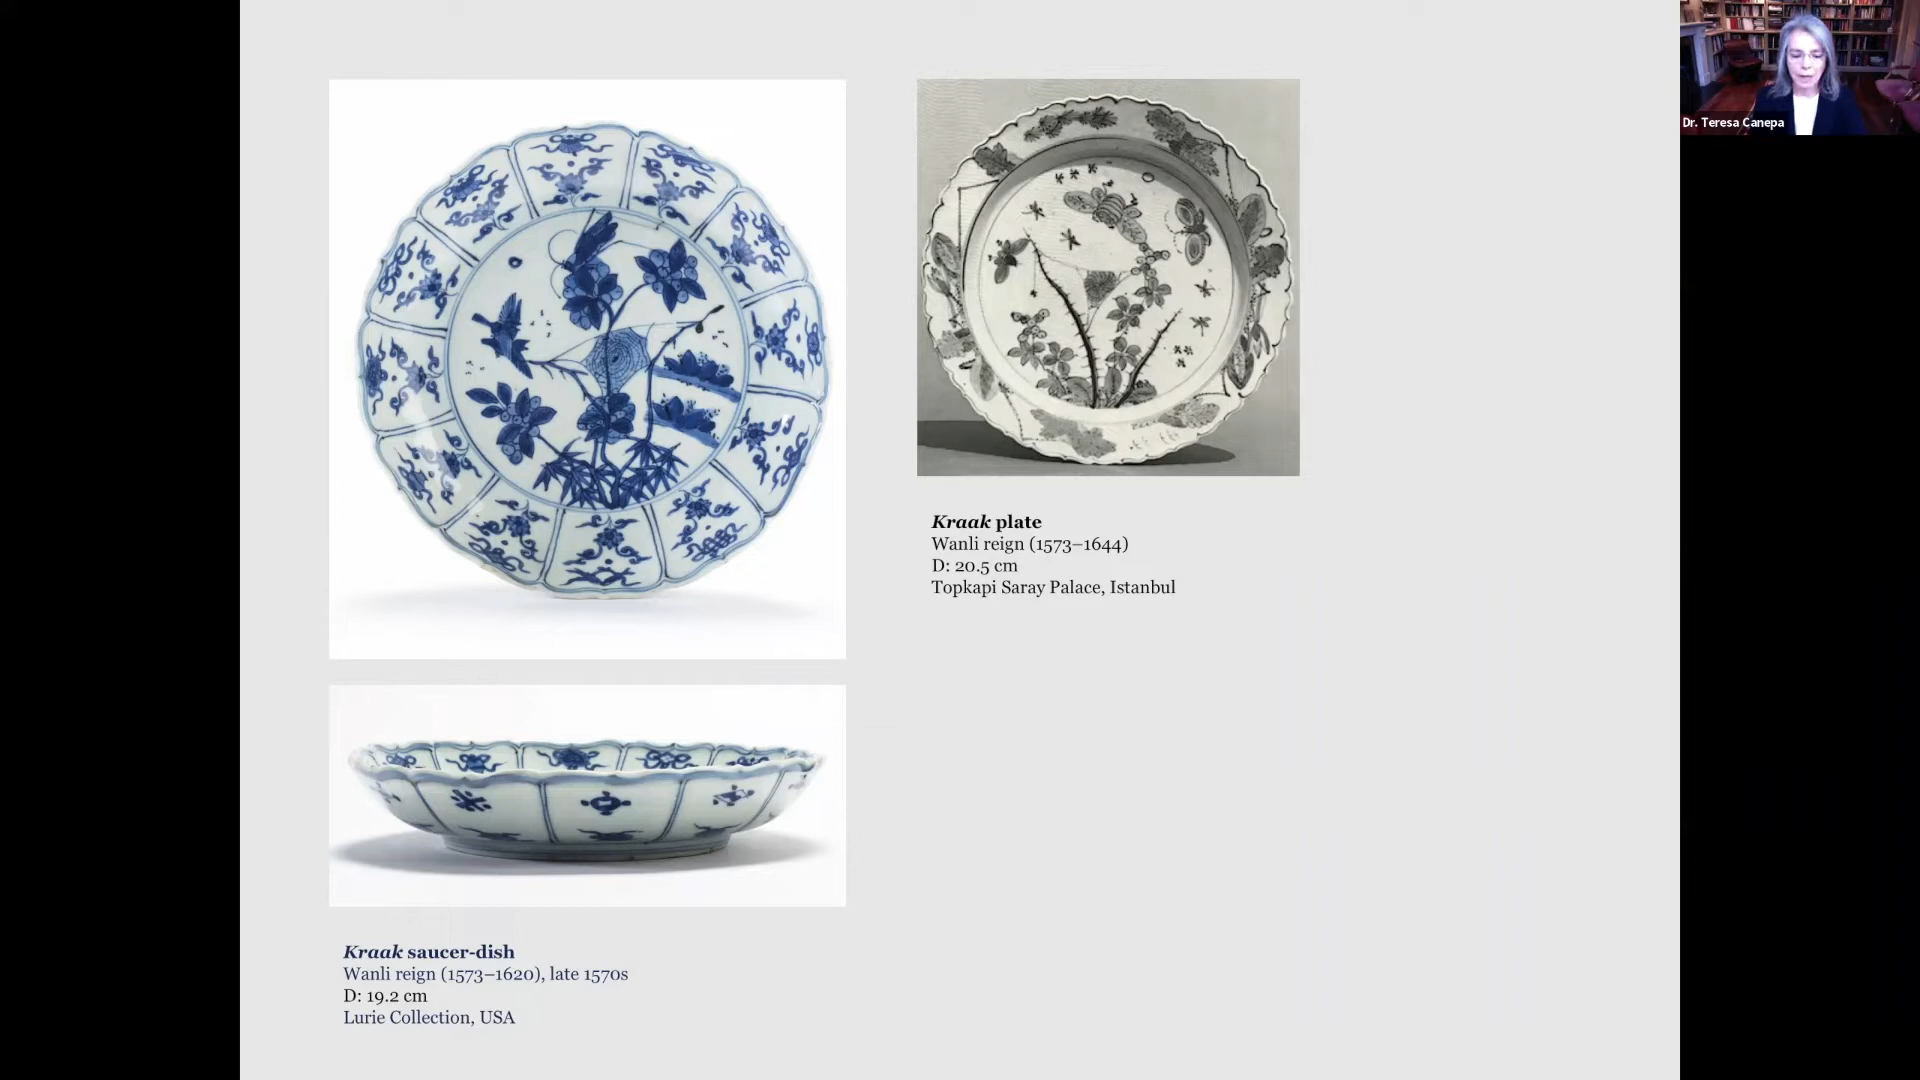 Dr. Teresa Canepa
Kraak plate
Wanli reign (1573–1644)
D: 20.5 cm
Topkapi Saray Palace, Istanbul
Kraak saucer-dish
Wanli reign (1573–1620), late 1570s
D: 19.2 cm
Lurie Collection, USA